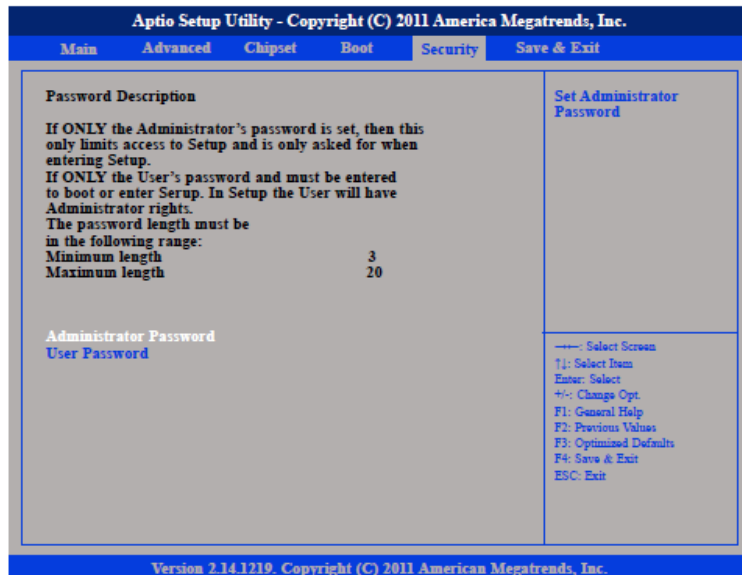 Aptio Setup Utility - Copyright (C) 2011 America Megatrends, Inc.
Main Advanced Chipset Boot Security Save & Exit
Password Description
If ONLY the Administrator's password is set, then this
only limits access to Setup and is only asked for when
entering Setup.
If ONLY the User's passwor and must be entered
to boot or enter Serup. In Setup the User will have
Administrator rights.
The password length must be
in the following range:
Minimum length 3
Maximum length 20
Administrator Password
User Password
Set Administrator
Password
→←: Select Screen
↑↓: Select Item
Enter: Select
+/-: Change Opt.
F1: General Help
F2: Previous Values
F3: Optimized Defaults
F4: Save & Exit
ESC: Exit
Version 2.14.1219. Copyright (C) 2011 American Megatrends, Inc.